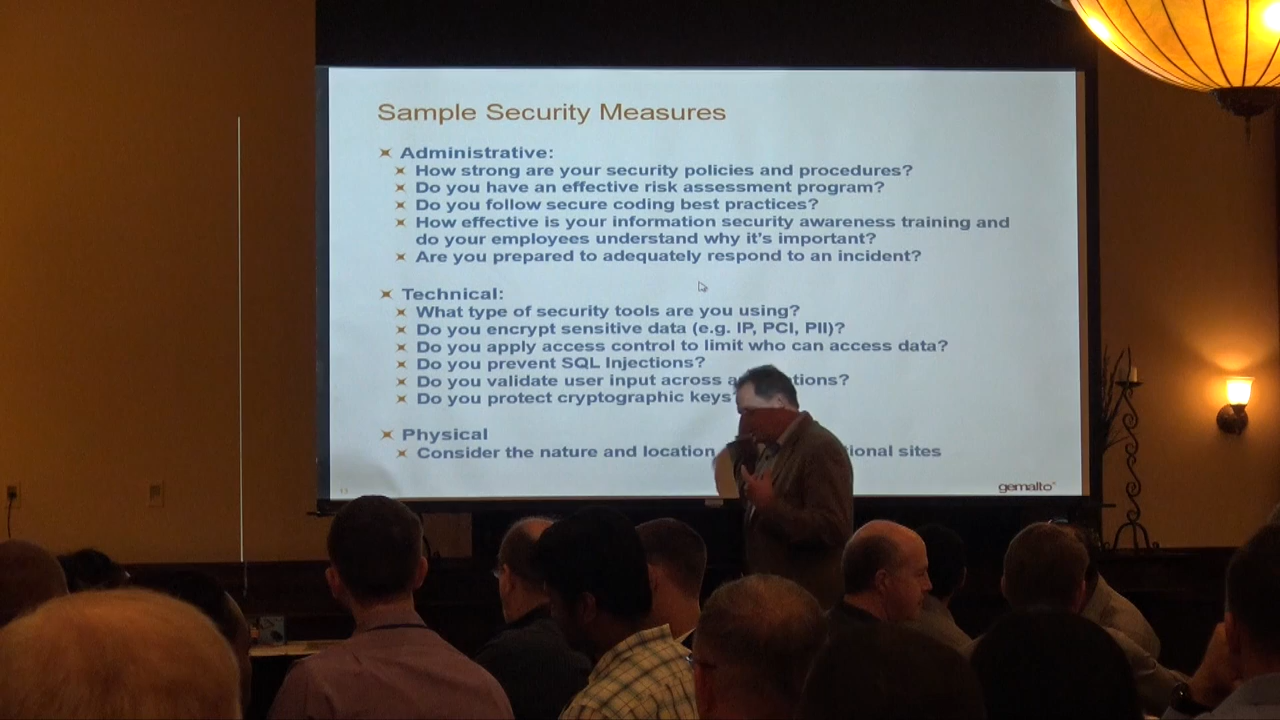 Sample Security Measures
Administrative:
How strong are your security policies and procedures?
Do you have an effective risk assessment program?
Do you follow secure coding best practices?
How effective is your information security awareness training and
do your employees understand why it's important?
Are you prepared to adequately respond to an incident?
Technical:
What type of security tools are you using?
Do you encrypt sensitive data (e.g. IP, PCI, PII)?
Do you apply access control to limit who can access data?
Do you prevent SQL Injections?
Do you validate user input across
Do you protect cryptographic keys
Physical
Consider the nature and location sites
gemalto